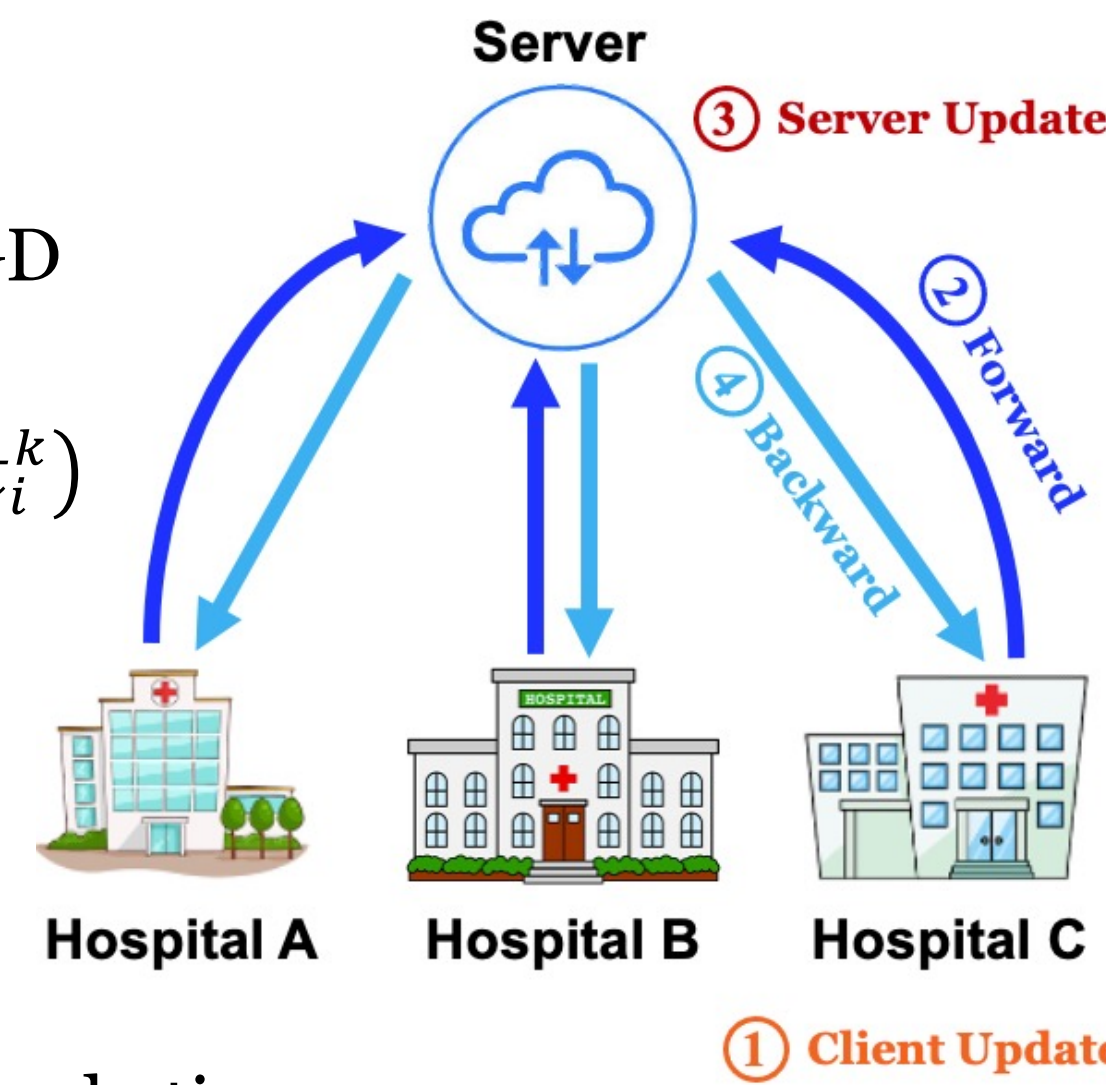 Server
③ Server Update
D
② Forward
k
i
)
④ Backward
HOSPITAL
Hospital A
Hospital B
Hospital C
① Client Update